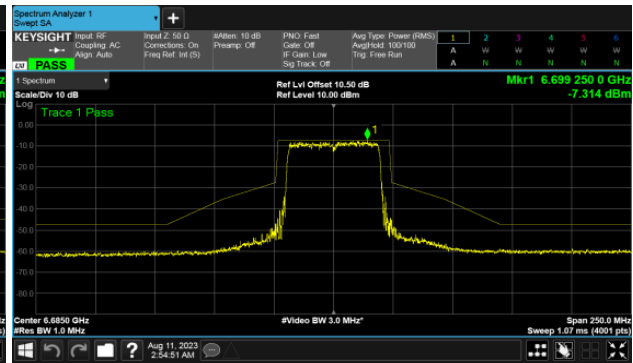 Spectrum Analyzer 1
Swept SA
+
KEYSIGHT Input: RF Input Z: 50 Ω #Atten: 10 dB PNO: Fast Avg Type: Power (RMS) 1 2 3 4 5 6
Coupling: AC Corrections: On Preamp: Off Gate: Off Avg|Hold: 100/100 A W W W W W
Align: Auto Freq Ref: Int (S) IF Gain: Low Trig: Free Run
LXI PASS Sig Track: Off A N N N N N
1 Spectrum Ref Lvl Offset 10.50 dB Mkr1 6.699 250 0 GHz
Scale/Div 10 dB Ref Level 10.00 dBm -7.314 dBm
Log Trace 1 Pass
0.00
1
-10.0
-20.0
-30.0
-40.0
-50.0
-60.0
-70.0
-80.0
Center 6.6850 GHz #Video BW 3.0 MHz* Span 250.0 MHz
#Res BW 1.0 MHz Sweep 1.07 ms (4001 pts)
? Aug 11, 2023
2:54:51 AM